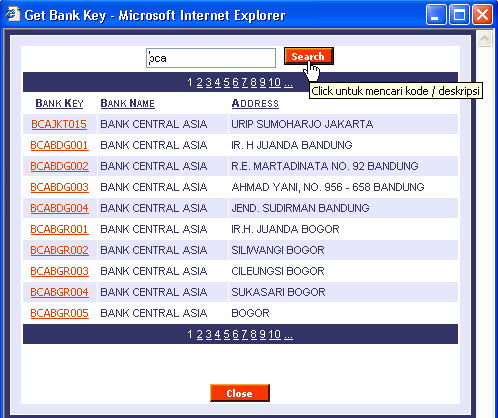 Get Bank Key - Microsoft Internet Explorer
bca Search
1 2 3 4 5 6 7 8 9 10 ...
Click untuk mencari kode / deskripsi
BANK KEY BANK NAME ADDRESS
BCAJKT015 BANK CENTRAL ASIA URIP SUMOHARJO JAKARTA
BCABDG001 BANK CENTRAL ASIA IR. H JUANDA BANDUNG
BCABDG002 BANK CENTRAL ASIA R.E. MARTADINATA NO. 92 BANDUNG
BCABDG003 BANK CENTRAL ASIA AHMAD YANI, NO. 956 - 658 BANDUNG
BCABDG004 BANK CENTRAL ASIA JEND. SUDIRMAN BANDUNG
BCABGR001 BANK CENTRAL ASIA IR.H. JUANDA BOGOR
BCABGR002 BANK CENTRAL ASIA SILIWANGI BOGOR
BCABGR003 BANK CENTRAL ASIA CILEUNGSI BOGOR
BCABGR004 BANK CENTRAL ASIA SUKASARI BOGOR
BCABGR005 BANK CENTRAL ASIA BOGOR
1 2 3 4 5 6 7 8 9 10 ...
Close